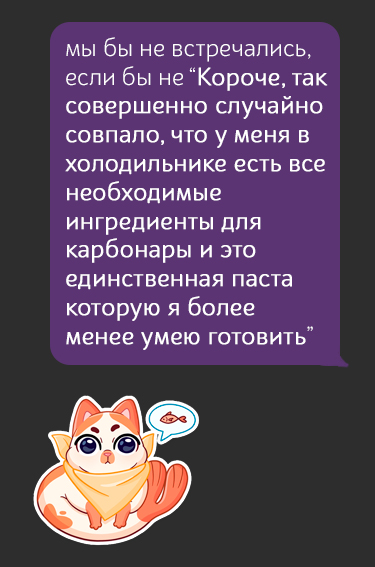 мы бы не встречались,
если бы не “Короче, так
совершенно случайно
совпало, что у меня в
холодильнике есть все
необходимые
ингредиенты для
карбонары и это
единственная паста
которую я более
менее умею готовить”